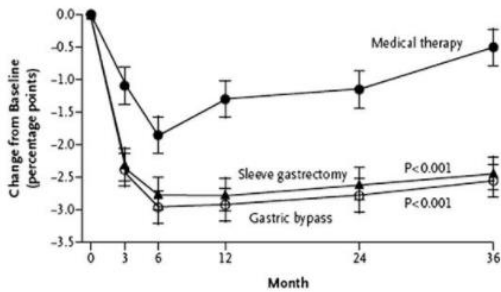 Change from Baseline
(percentage points)
0.0
-0.5
-1.0
-1.5
-2.0
-2.5
-3.0
-3.5
Medical therapy
Sleeve gastrectomy
P<0.001
Gastric bypass
P<0.001
0
3
6
12
24
36
Month